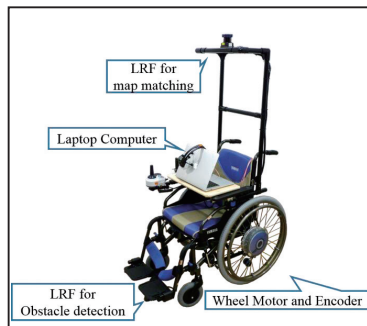 LRF for
map matching
Laptop Computer
LRF for
Obstacle detection
Wheel Motor and Encoder